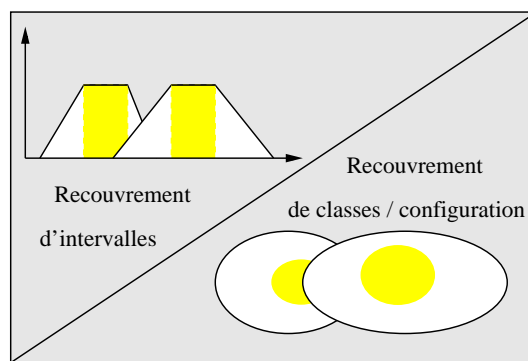 Recouvrement
d'intervalles
Recouvrement
de classes / configuration